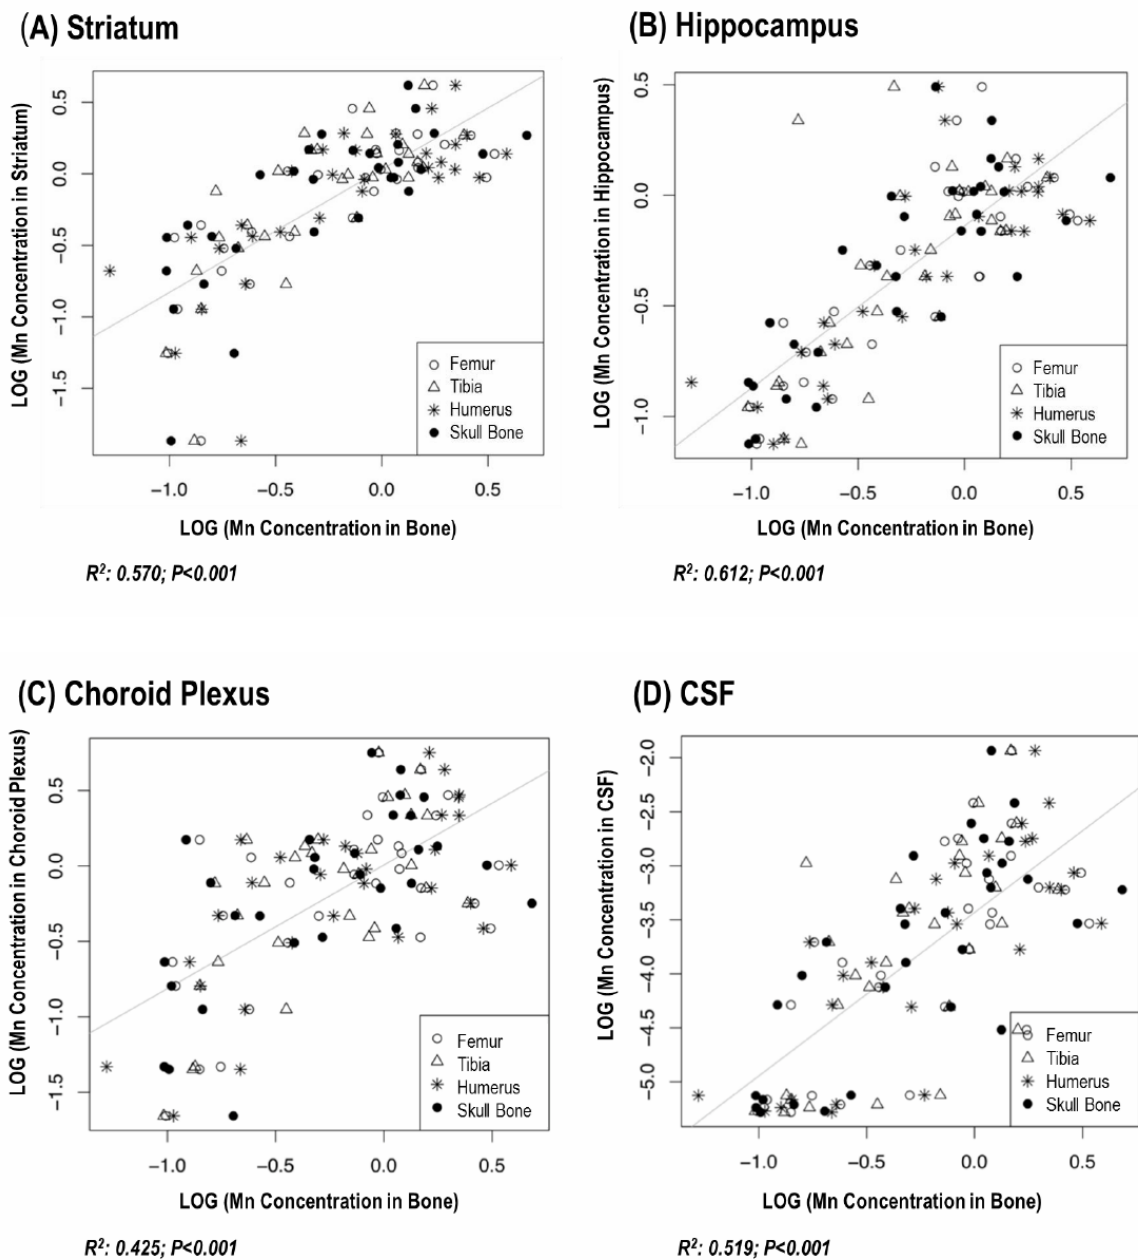 (A) Striatum
LOG (Mn Concentration in Striatum)
0.5
0.0
−0.5
−1.0
−1.5
Femur
Tibia
Humerus
Skull Bone
−1.0 −0.5 0.0 0.5
LOG (Mn Concentration in Bone)
R²: 0.570; P<0.001
(B) Hippocampus
LOG (Mn Concentration in Hippocampus)
0.5
0.0
−0.5
−1.0
Femur
Tibia
Humerus
Skull Bone
−1.0 −0.5 0.0 0.5
LOG (Mn Concentration in Bone)
R²: 0.612; P<0.001
(C) Choroid Plexus
LOG (Mn Concentration in Choroid Plexus)
0.5
0.0
−0.5
−1.0
−1.5
Femur
Tibia
Humerus
Skull Bone
−1.0 −0.5 0.0 0.5
LOG (Mn Concentration in Bone)
R²: 0.425; P<0.001
(D) CSF
LOG (Mn Concentration in CSF)
−2.0
−2.5
−3.0
−3.5
−4.0
−4.5
−5.0
Femur
Tibia
Humerus
Skull Bone
−1.0 −0.5 0.0 0.5
LOG (Mn Concentration in Bone)
R²: 0.519; P<0.001